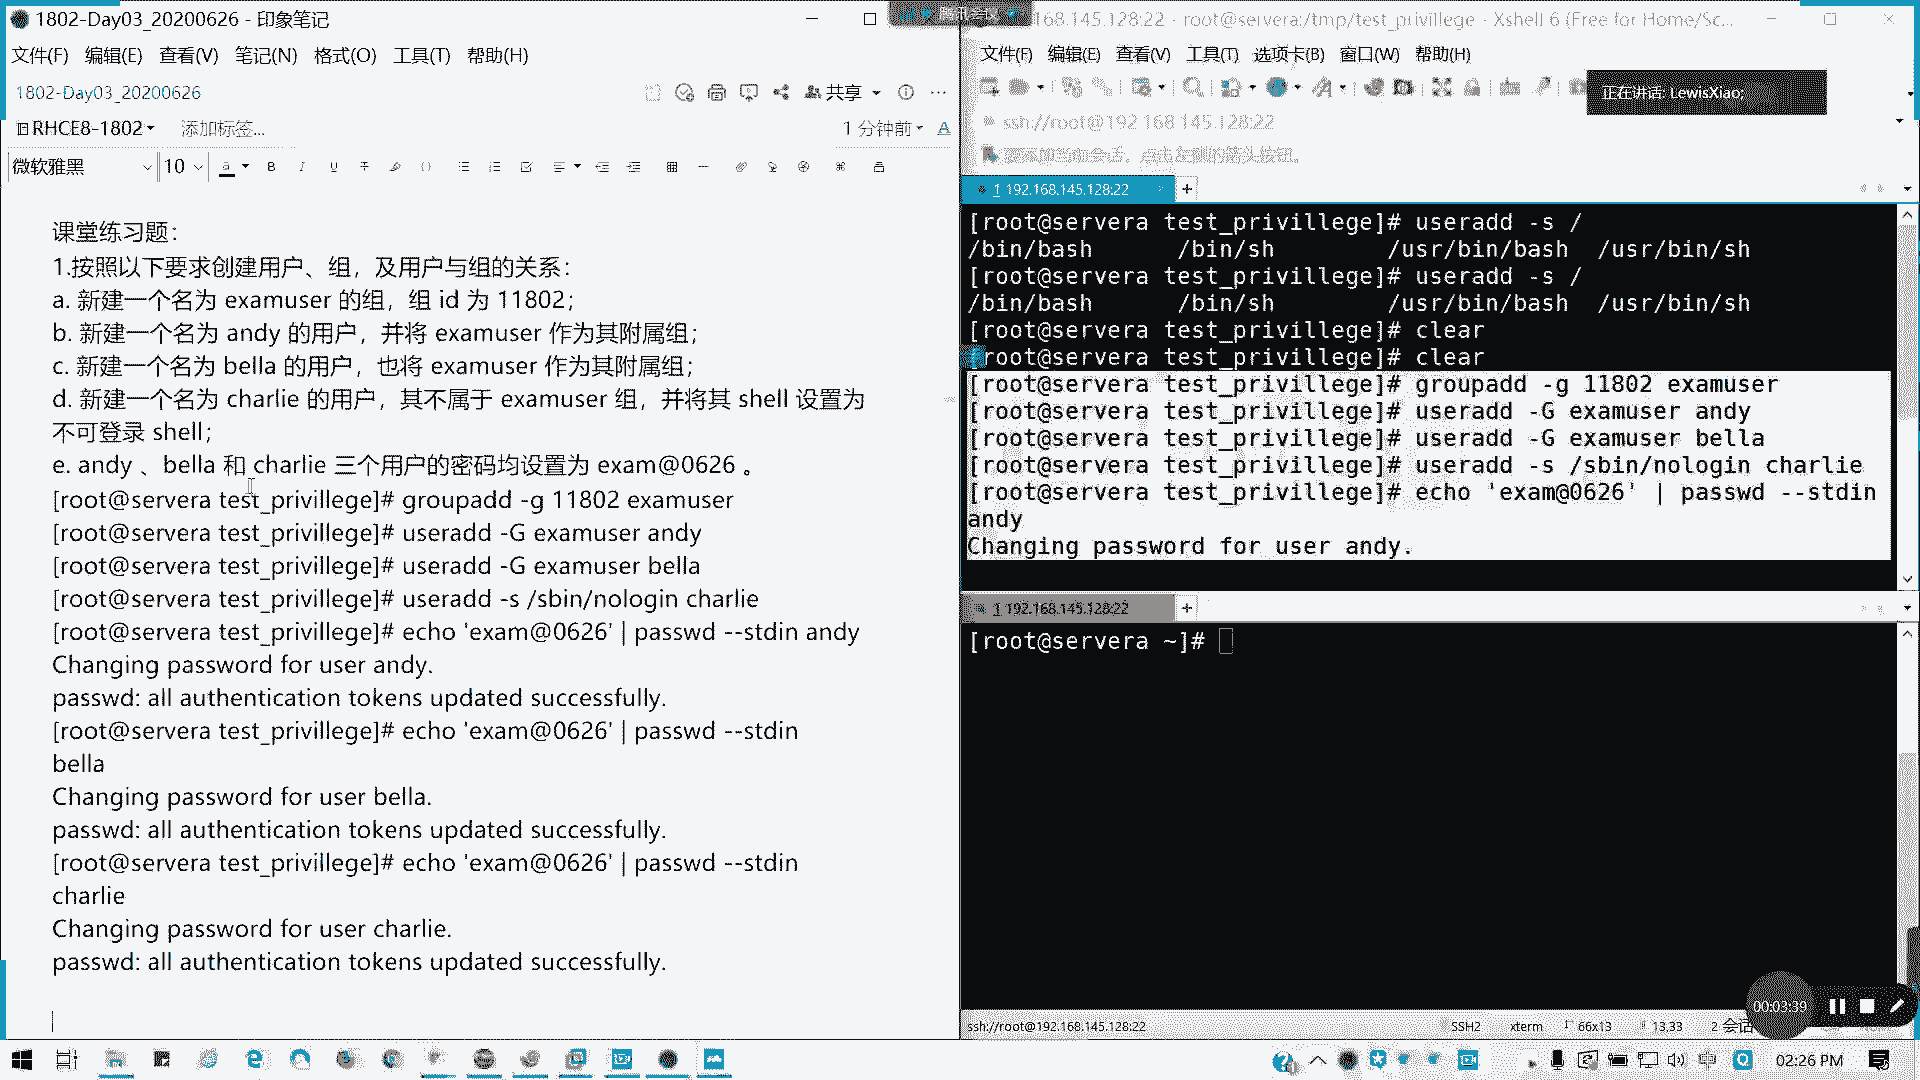 1802-Day03_20200626 - 印象笔记
文件(F) 编辑(E) 查看(V) 笔记(N) 格式(O) 工具(T) 帮助(H)
1802-Day03_20200626
共享
RHCE8-1802
添加标签...
1 分钟前
微软雅黑 10
课堂练习题：
1.按照以下要求创建用户、组，及用户与组的关系：
a. 新建一个名为 examuser 的组，组 id 为 11802；
b. 新建一个名为 andy 的用户，并将 examuser 作为其附属组；
c. 新建一个名为 bella 的用户，也将 examuser 作为其附属组；
d. 新建一个名为 charlie 的用户，其不属于 examuser 组，并将其 shell 设置为
不可登录 shell；
e. andy 、bella 和 charlie 三个用户的密码均设置为 exam@0626 。
[root@servera test_privillege]# groupadd -g 11802 examuser
[root@servera test_privillege]# useradd -G examuser andy
[root@servera test_privillege]# useradd -G examuser bella
[root@servera test_privillege]# useradd -s /sbin/nologin charlie
[root@servera test_privillege]# echo 'exam@0626' | passwd --stdin andy
Changing password for user andy.
passwd: all authentication tokens updated successfully.
[root@servera test_privillege]# echo 'exam@0626' | passwd --stdin
bella
Changing password for user bella.
passwd: all authentication tokens updated successfully.
[root@servera test_privillege]# echo 'exam@0626' | passwd --stdin
charlie
Changing password for user charlie.
passwd: all authentication tokens updated successfully.
腾讯会议
168.145.128:22 - root@servera:/tmp/test_privillege - Xshell 6 (Free for Home/Sc...
文件(F) 编辑(E) 查看(V) 工具(T) 选项卡(B) 窗口(W) 帮助(H)
正在讲话: LewisXiao;
ssh://root@192.168.145.128:22
要添加当前会话，点击左侧的箭头按钮。
1 192.168.145.128:22
[root@servera test_privillege]# useradd -s /
/bin/bash /bin/sh /usr/bin/bash /usr/bin/sh
[root@servera test_privillege]# useradd -s /
/bin/bash /bin/sh /usr/bin/bash /usr/bin/sh
[root@servera test_privillege]# clear
[root@servera test_privillege]# clear
[root@servera test_privillege]# groupadd -g 11802 examuser
[root@servera test_privillege]# useradd -G examuser andy
[root@servera test_privillege]# useradd -G examuser bella
[root@servera test_privillege]# useradd -s /sbin/nologin charlie
[root@servera test_privillege]# echo 'exam@0626' | passwd --stdin
andy
Changing password for user andy.
1 192.168.145.128:22
[root@servera ~]#
00:03:39
ssh://root@192.168.145.128:22 SSH2 xterm 66x13 13,33 2 会话
02:26 PM